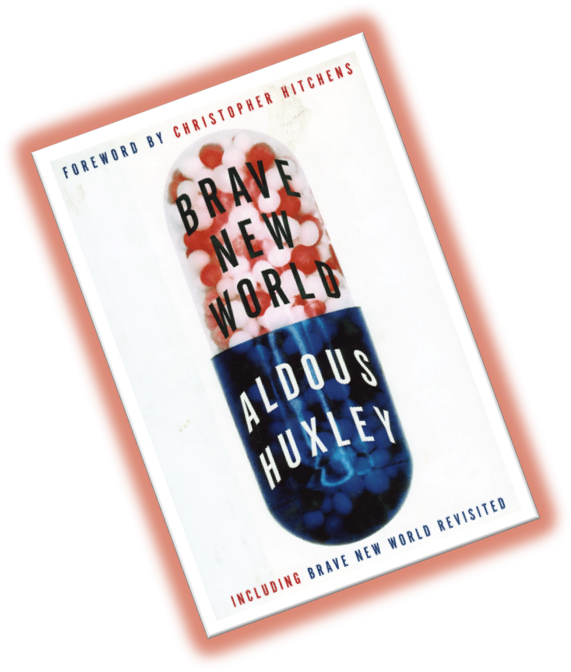 FOREWORD BY CHRISTOPHER HITCHENS
BRAVE
NEW
WORLD
ALDOUS
HUXLEY
INCLUDING BRAVE NEW WORLD REVISITED